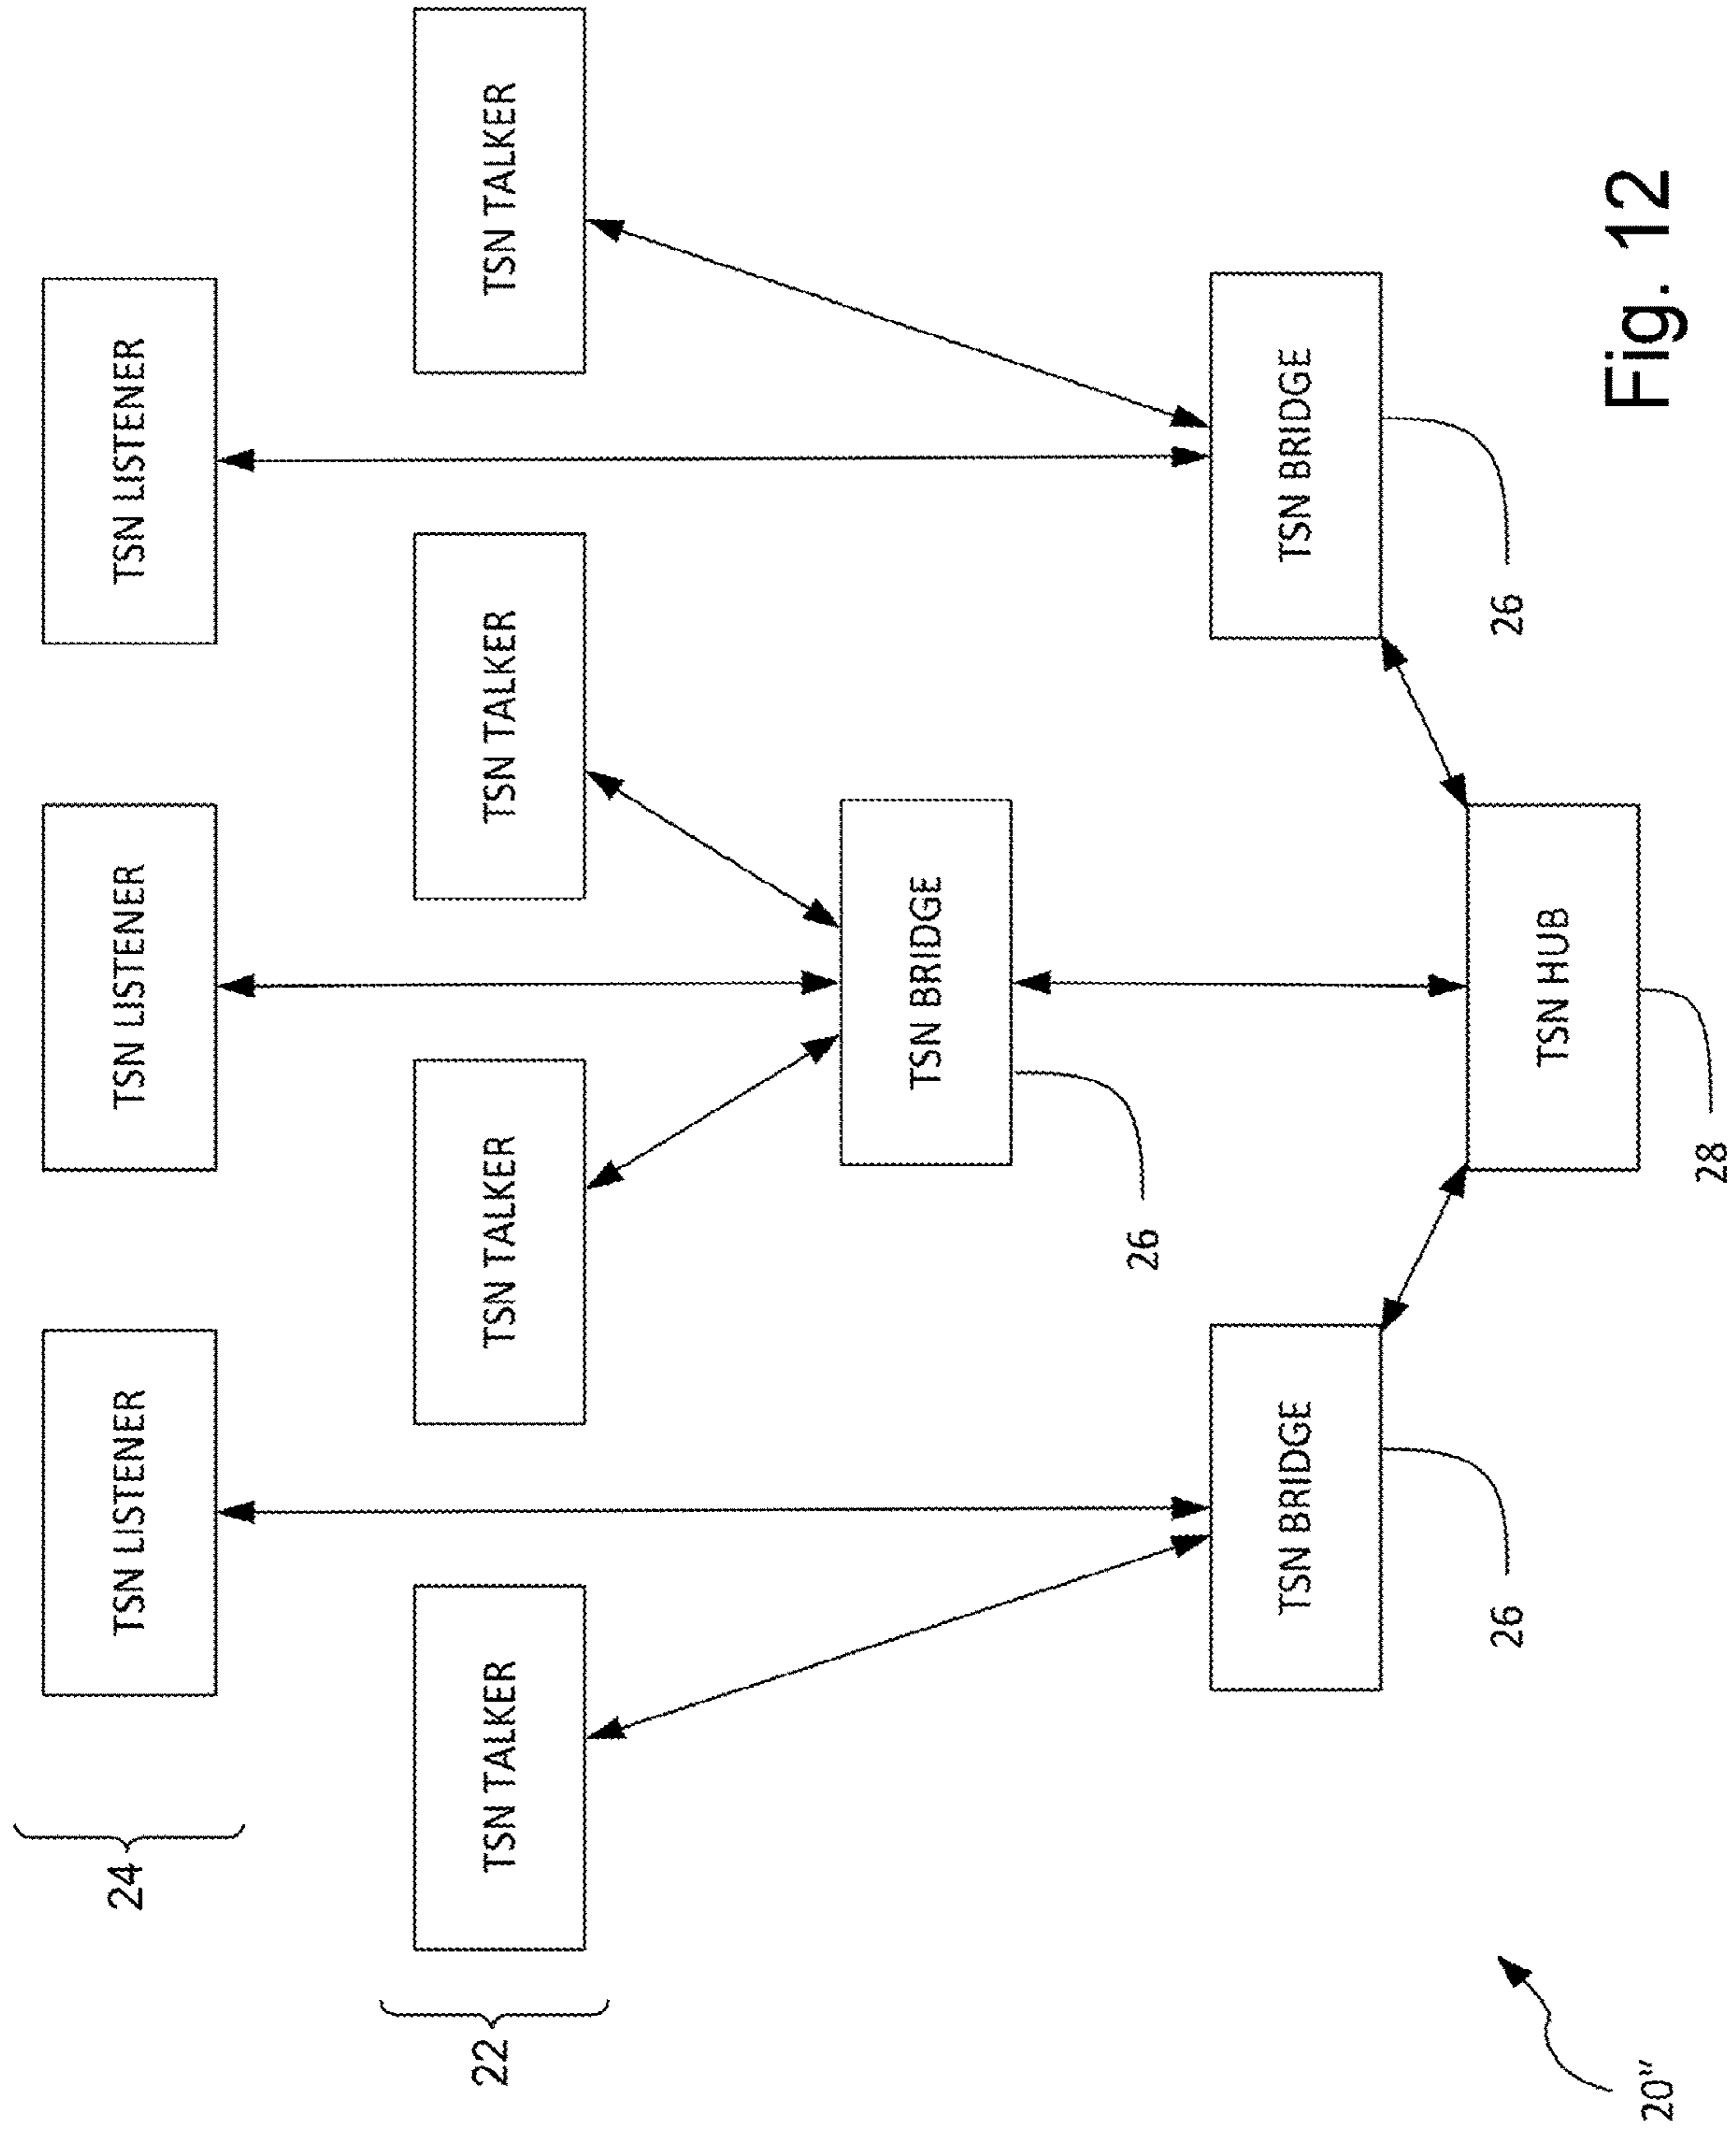 24
TSN LISTENER
TSN LISTENER
TSN LISTENER
22
TSN TALKER
TSN TALKER
TSN TALKER
TSN TALKER
TSN BRIDGE
26
TSN BRIDGE
TSN BRIDGE
26
26
TSN HUB
28
20"
Fig. 12